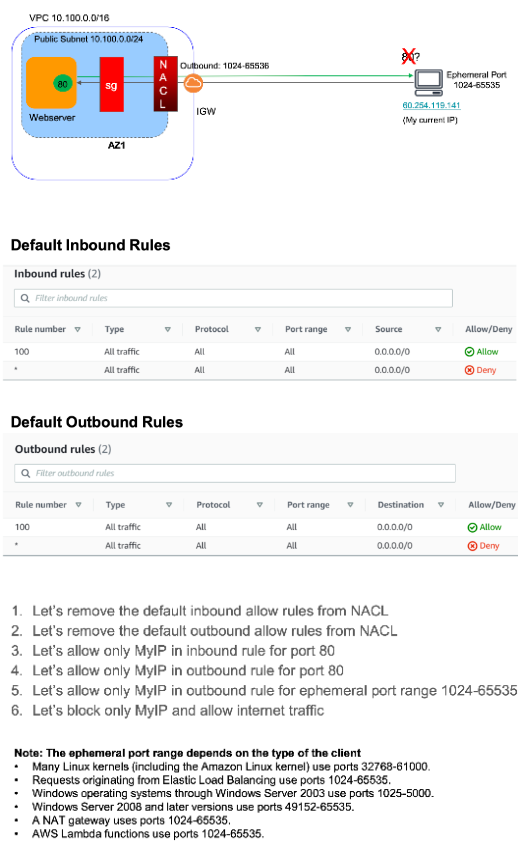 VPC 10.100.0.0/16
Public Subnet 10.100.0.0/24
80
Webserver
sg
NACL
AZ1
Outbound: 1024-65536
IGW
80?
Ephemeral Port
1024-65535
60.254.119.141
(My current IP)
Default Inbound Rules
Inbound rules (2)
Filter inbound rules
Rule number Type Protocol Port range Source Allow/Deny
100 All traffic All All 0.0.0.0/0 Allow
* All traffic All All 0.0.0.0/0 Deny
Default Outbound Rules
Outbound rules (2)
Filter outbound rules
Rule number Type Protocol Port range Destination Allow/Deny
100 All traffic All All 0.0.0.0/0 Allow
* All traffic All All 0.0.0.0/0 Deny
1. Let's remove the default inbound allow rules from NACL
2. Let's remove the default outbound allow rules from NACL
3. Let's allow only MyIP in inbound rule for port 80
4. Let's allow only MyIP in outbound rule for port 80
5. Let's allow only MyIP in outbound rule for ephemeral port range 1024-65535
6. Let's block only MyIP and allow internet traffic
Note: The ephemeral port range depends on the type of the client
• Many Linux kernels (including the Amazon Linux kernel) use ports 32768-61000.
• Requests originating from Elastic Load Balancing use ports 1024-65535.
• Windows operating systems through Windows Server 2003 use ports 1025-5000.
• Windows Server 2008 and later versions use ports 49152-65535.
• A NAT gateway uses ports 1024-65535.
• AWS Lambda functions use ports 1024-65535.